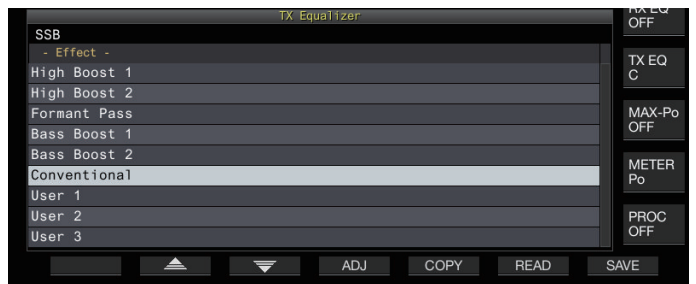 TX Equalizer
RX EQ
OFF
SSB
- Effect -
High Boost 1
High Boost 2
Formant Pass
Bass Boost 1
Bass Boost 2
Conventional
User 1
User 2
User 3
TX EQ
C
MAX-Po
OFF
METER
Po
PROC
OFF
ADJ
COPY
READ
SAVE